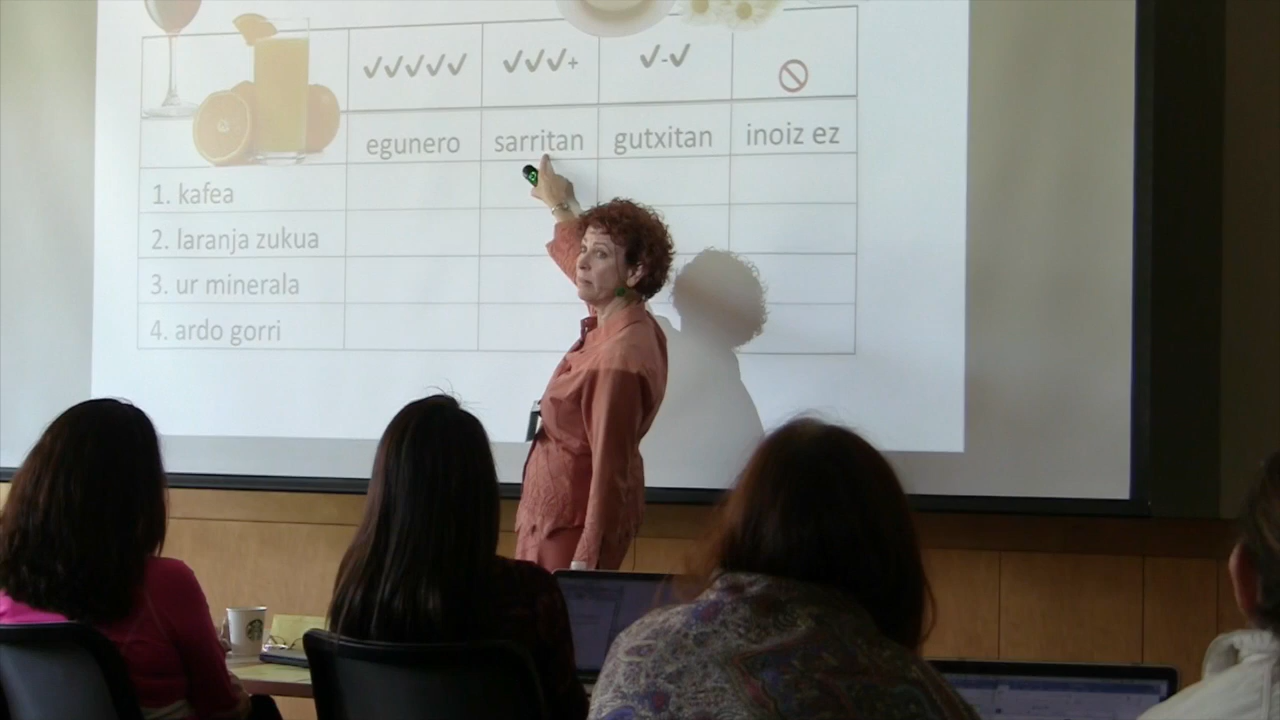 ✓✓✓✓✓ ✓✓✓+ ✓-✓
egunero sarritan gutxitan inoiz ez
1. kafea
2. laranja zukua
3. ur minerala
4. ardo gorri